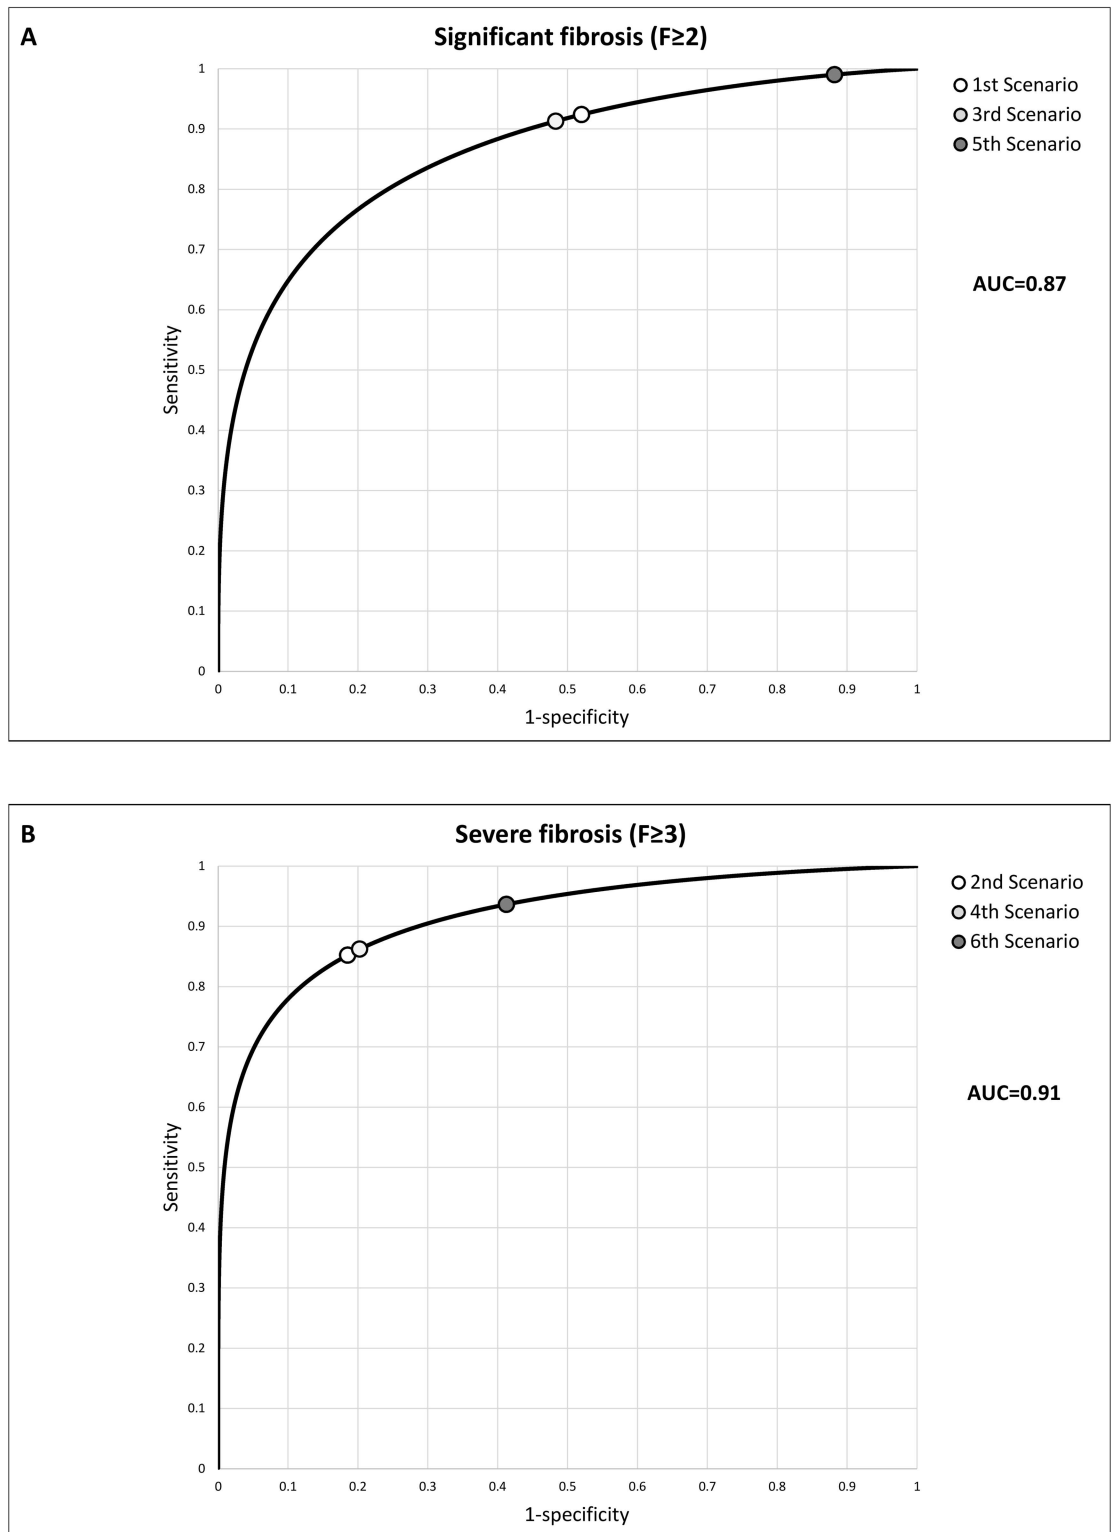 A
Significant fibrosis (F≥2)
1st Scenario
3rd Scenario
5th Scenario
AUC=0.87
Sensitivity
1
0.9
0.8
0.7
0.6
0.5
0.4
0.3
0.2
0.1
0
0 0.1 0.2 0.3 0.4 0.5 0.6 0.7 0.8 0.9 1
1-specificity
B
Severe fibrosis (F≥3)
2nd Scenario
4th Scenario
6th Scenario
AUC=0.91
Sensitivity
1
0.9
0.8
0.7
0.6
0.5
0.4
0.3
0.2
0.1
0
0 0.1 0.2 0.3 0.4 0.5 0.6 0.7 0.8 0.9 1
1-specificity